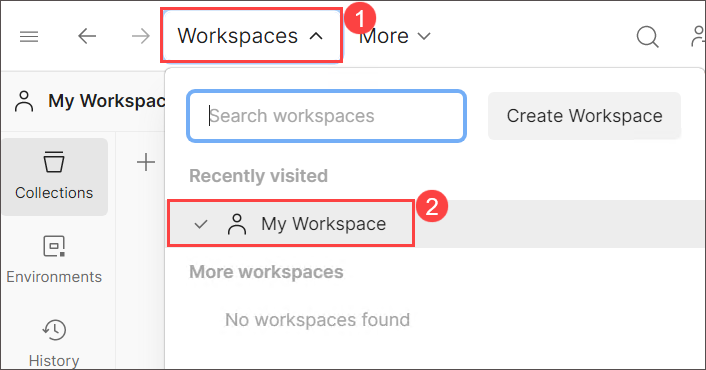 1
Workspaces More
My Workspac
Search workspaces Create Workspace
Recently visited
Collections
2
My Workspace
Environments
More workspaces
No workspaces found
History